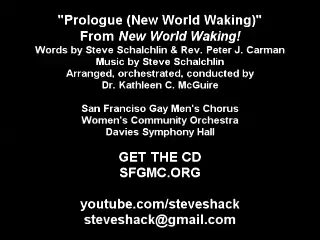 "Prologue (New World Waking)"
From New World Waking!
Words by Steve Schalchlin & Rev. Peter J. Carman
Music by Steve Schalchlin
Arranged, orchestrated, conducted by
Dr. Kathleen C. McGuire
San Franciso Gay Men's Chorus
Women's Community Orchestra
Davies Symphony Hall
GET THE CD
SFGMC.ORG
youtube.com/steveshack
steveshack@gmail.com